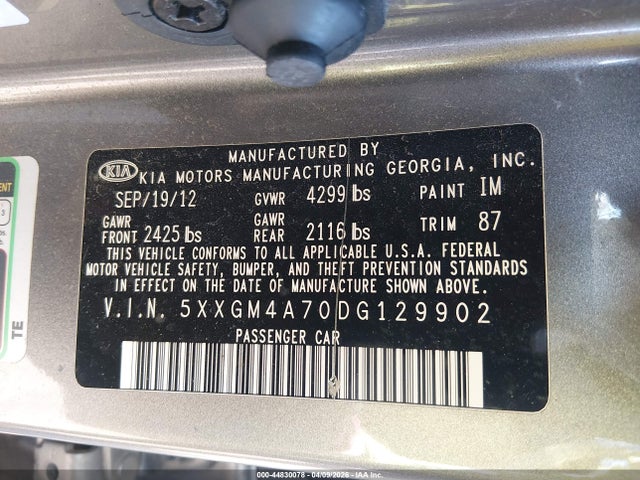 MANUFACTURED BY
KIA KIA MOTORS MANUFACTURING GEORGIA, INC.
SEP/19/12 GVWR 4299 lbs PAINT IM
GAWR FRONT 2425 lbs GAWR REAR 2116 lbs TRIM 87
THIS VEHICLE CONFORMS TO ALL APPLICABLE U.S.A. FEDERAL
MOTOR VEHICLE SAFETY, BUMPER, AND THEFT PREVENTION STANDARDS
IN EFFECT ON THE DATE OF MANUFACTURE SHOWN ABOVE.
V.I.N. 5XXGM4A70DG129902
PASSENGER CAR
TE
000-44830078 - 04/09/2026 - IAA, Inc.